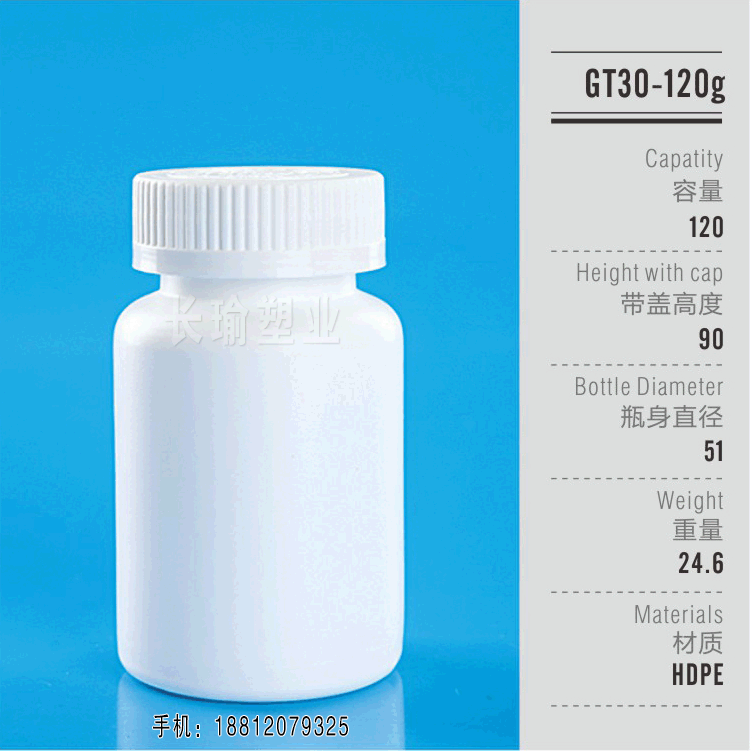 长瑜塑业
手机：18812079325
GT30-120g
Capatity
容量
120
Height with cap
带盖高度
90
Bottle Diameter
瓶身直径
51
Weight
重量
24.6
Materials
材质
HDPE